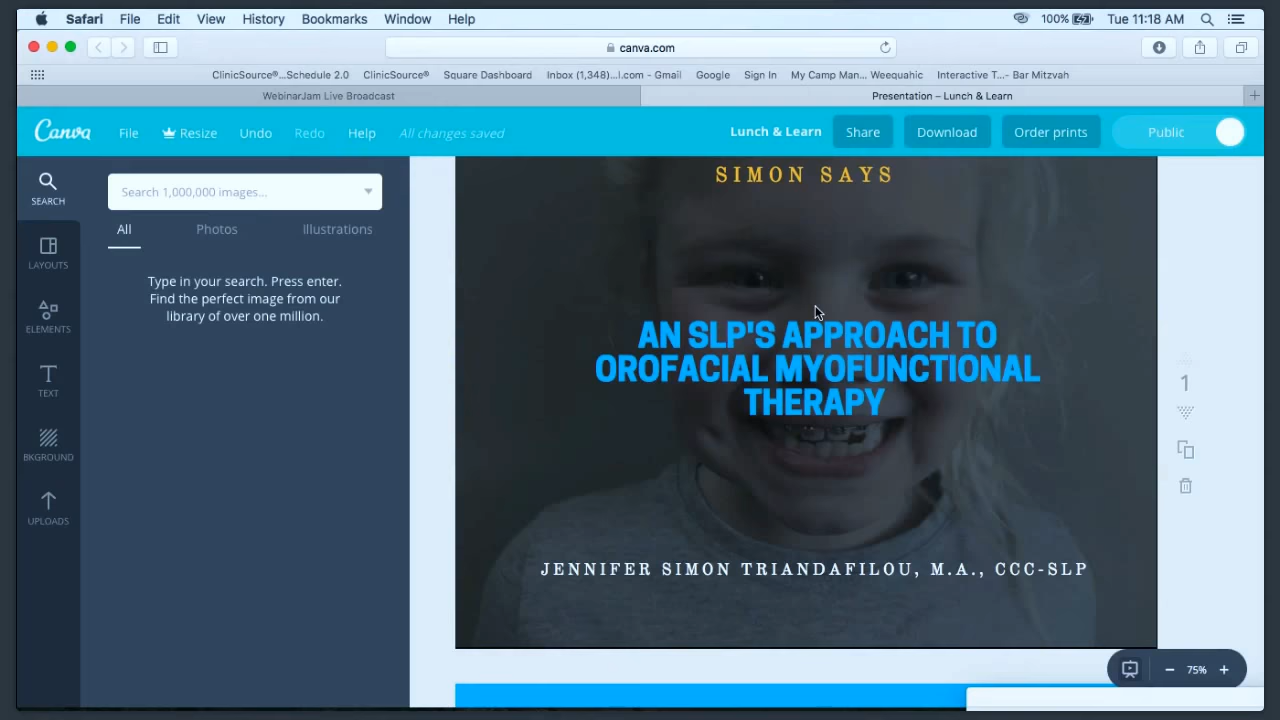 Safari File Edit View History Bookmarks Window Help 100% Tue 11:18 AM
canva.com
ClinicSource®...Schedule 2.0 ClinicSource® Square Dashboard Inbox (1,348)...l.com - Gmail Google Sign In My Camp Man... Weequahic Interactive T...- Bar Mitzvah
WebinarJam Live Broadcast Presentation – Lunch & Learn
Canva File Resize Undo Redo Help All changes saved Lunch & Learn Share Download Order prints Public
SEARCH
Search 1,000,000 images...
All Photos Illustrations
Type in your search. Press enter.
Find the perfect image from our
library of over one million.
LAYOUTS
ELEMENTS
TEXT
BKGROUND
UPLOADS
SIMON SAYS
AN SLP'S APPROACH TO
OROFACIAL MYOFUNCTIONAL
THERAPY
JENNIFER SIMON TRIANDAFILOU, M.A., CCC-SLP
1
75%